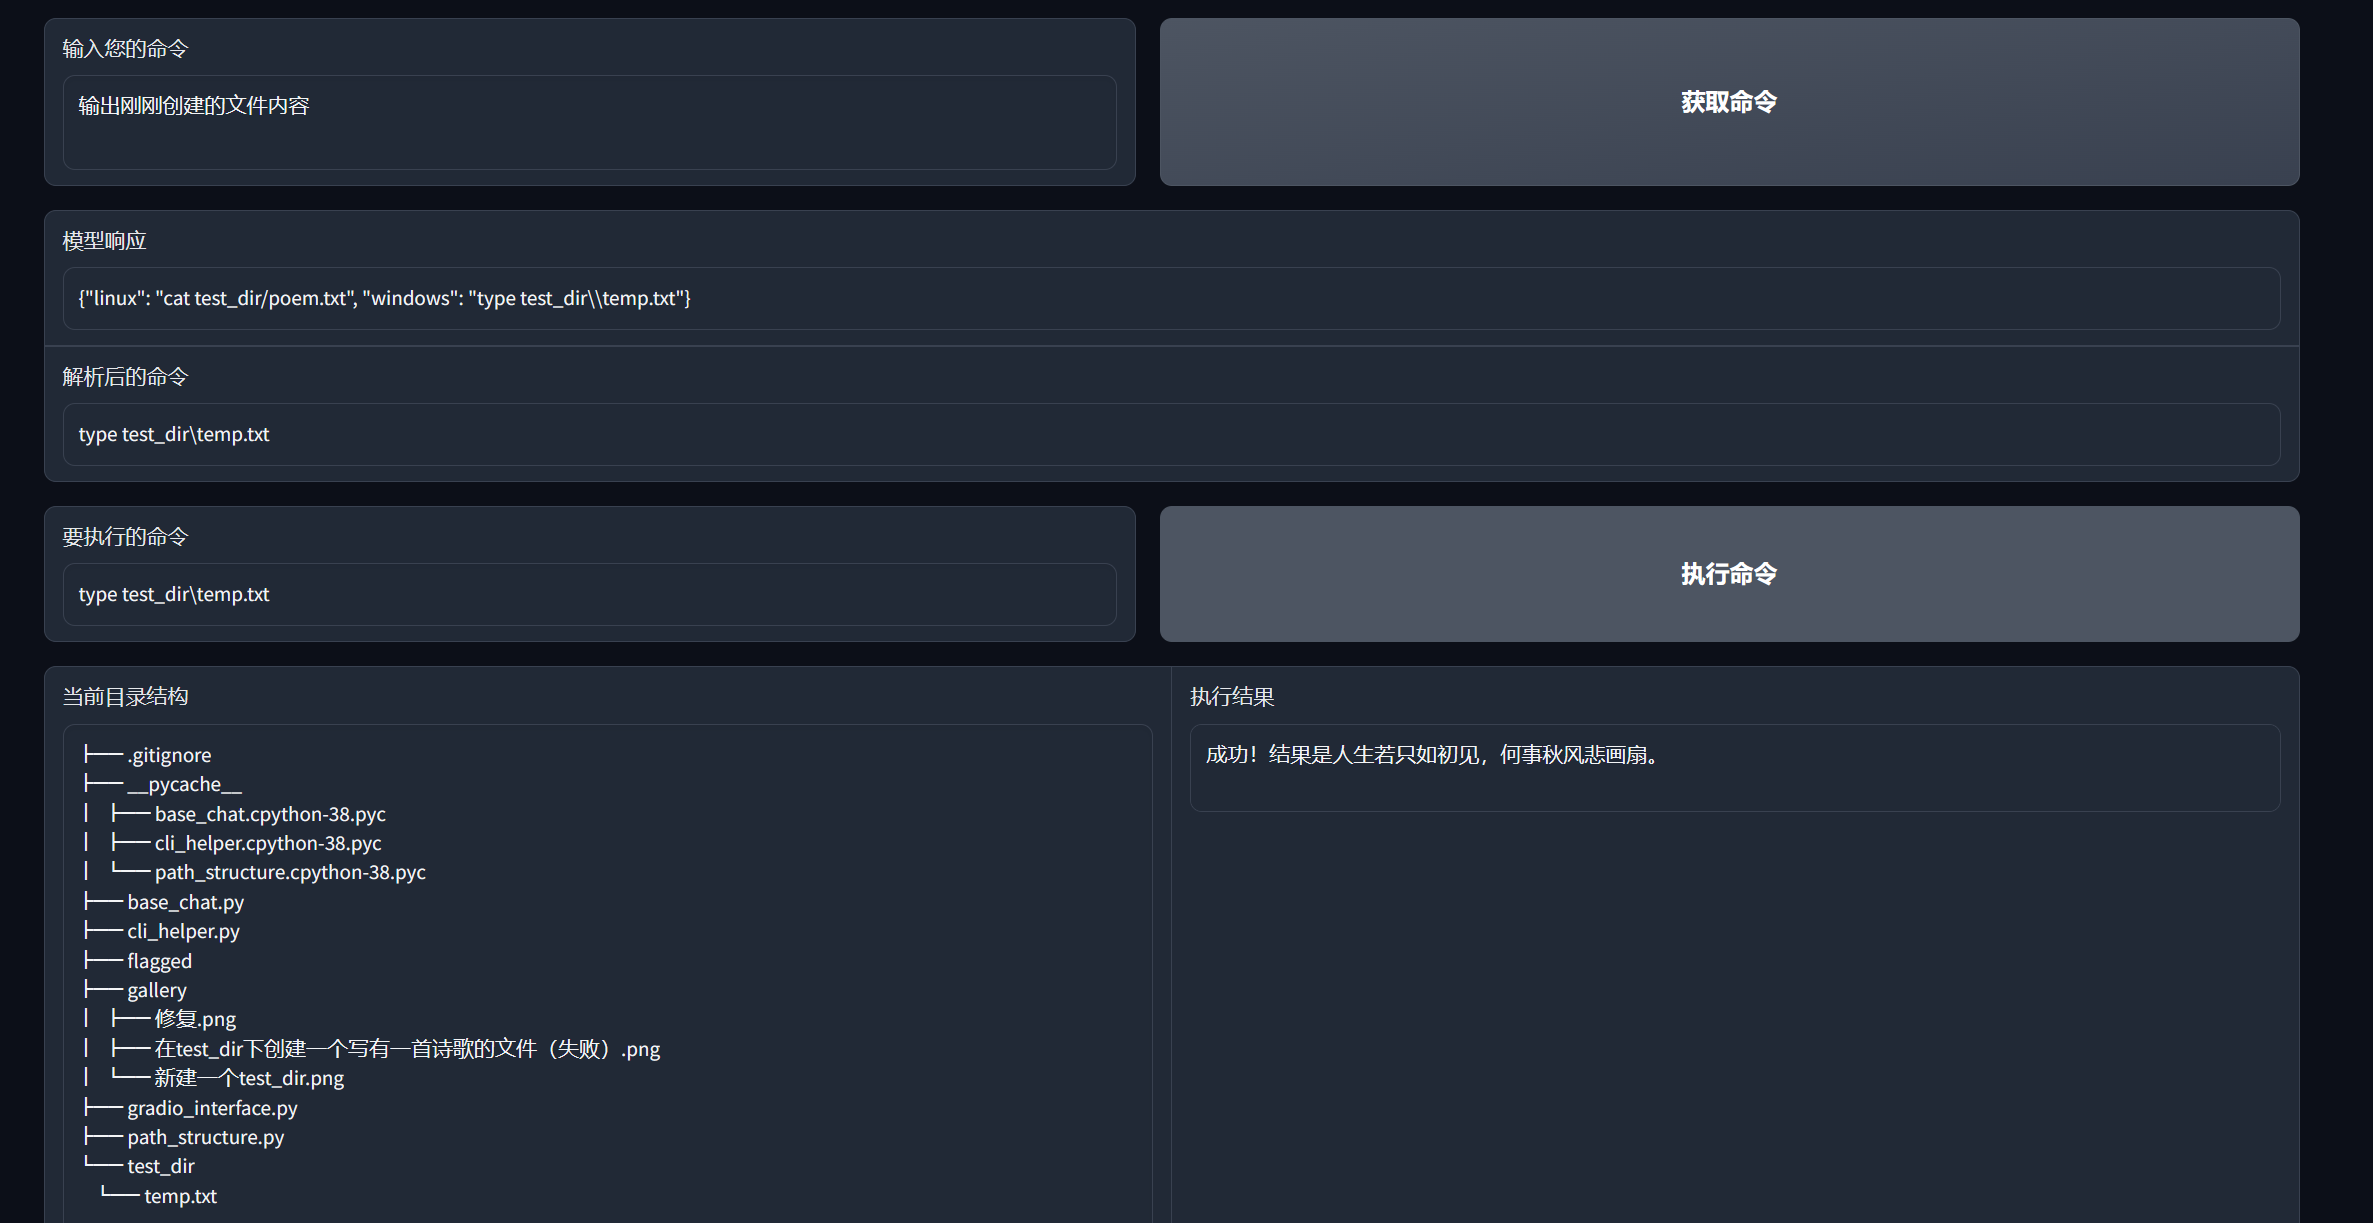 输入您的命令
输出刚刚创建的文件内容
获取命令
模型响应
{"linux": "cat test_dir/poem.txt", "windows": "type test_dir\\temp.txt"}
解析后的命令
type test_dir\temp.txt
要执行的命令
type test_dir\temp.txt
执行命令
当前目录结构
├── .gitignore
├── __pycache__
│   ├── base_chat.cpython-38.pyc
│   ├── cli_helper.cpython-38.pyc
│   └── path_structure.cpython-38.pyc
├── base_chat.py
├── cli_helper.py
├── flagged
├── gallery
│   ├── 修复.png
│   ├── 在test_dir下创建一个写有一首诗歌的文件（失败）.png
│   └── 新建一个test_dir.png
├── gradio_interface.py
├── path_structure.py
└── test_dir
    └── temp.txt
执行结果
成功！结果是人生若只如初见，何事秋风悲画扇。